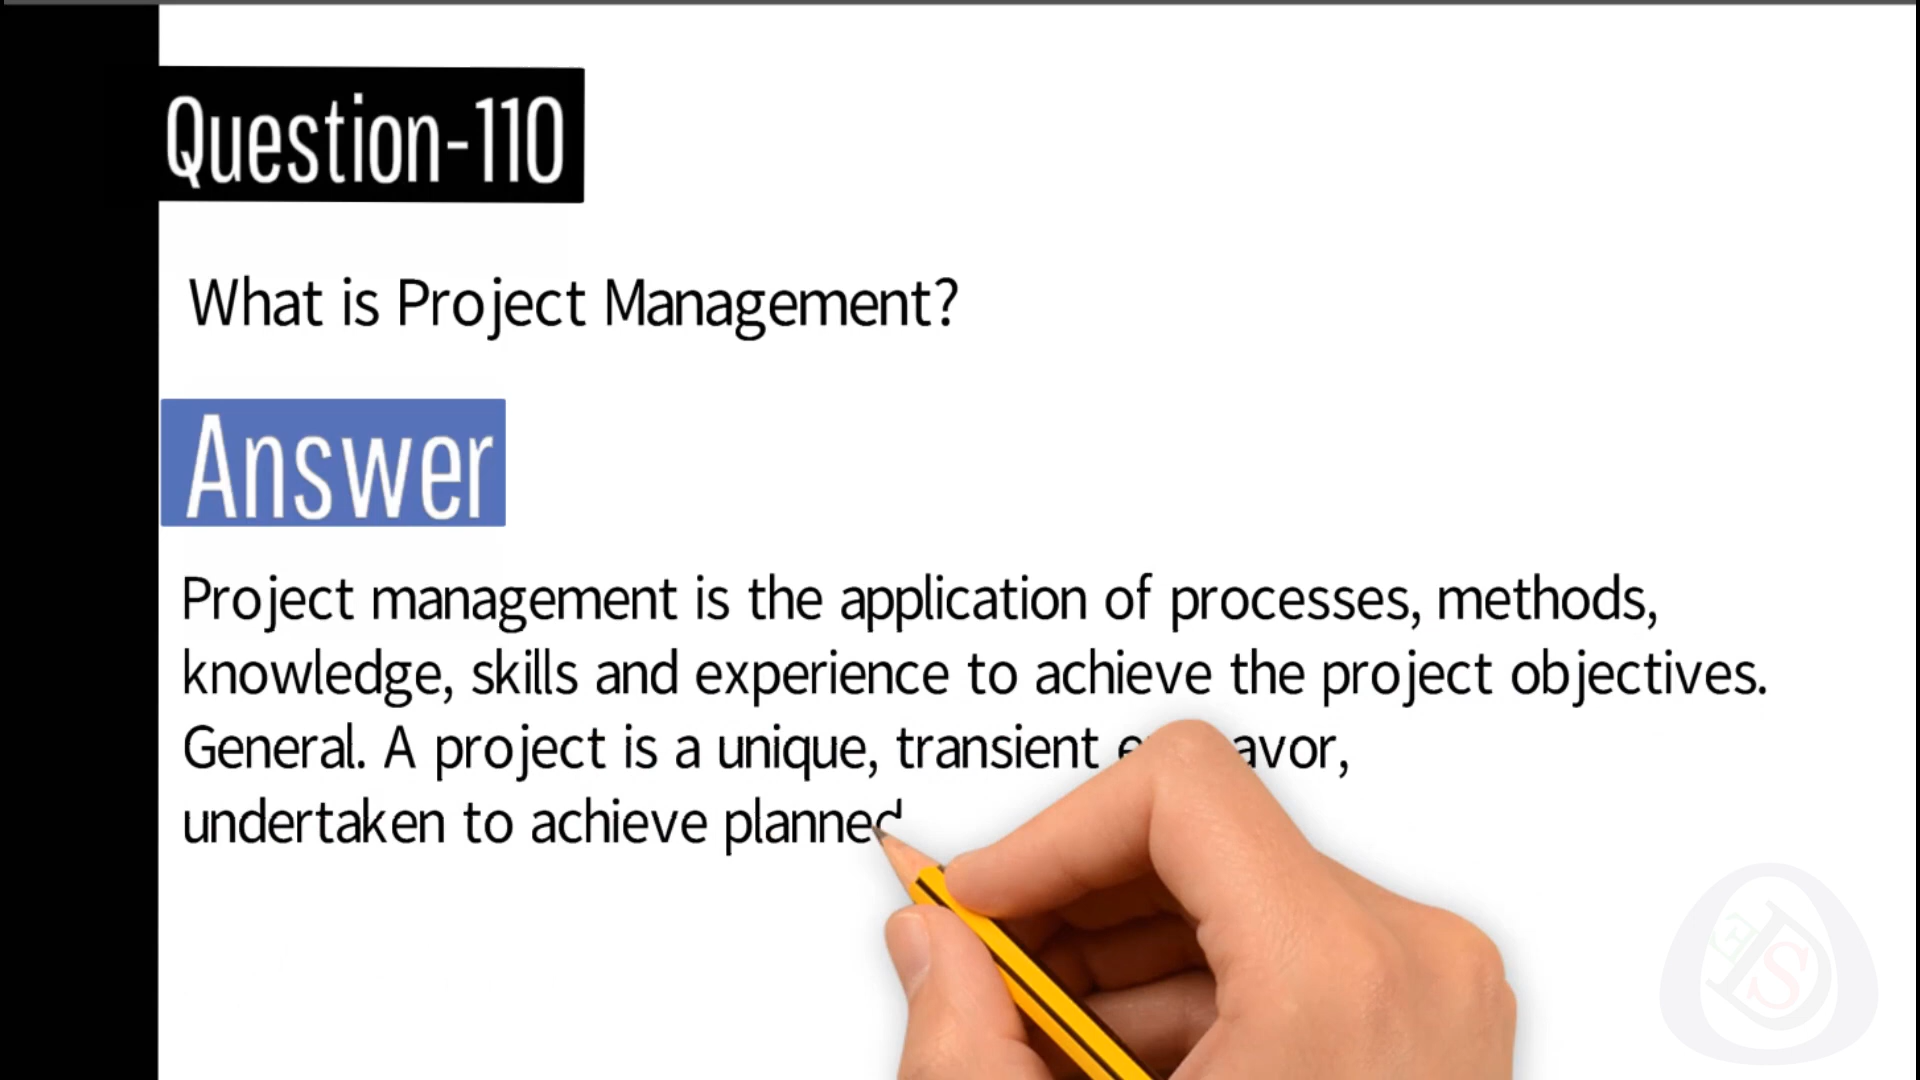 Question-110
What is Project Management?
Answer
Project management is the application of processes, methods,
knowledge, skills and experience to achieve the project objectives.
General. A project is a unique, transient
undertaken to achieve planned